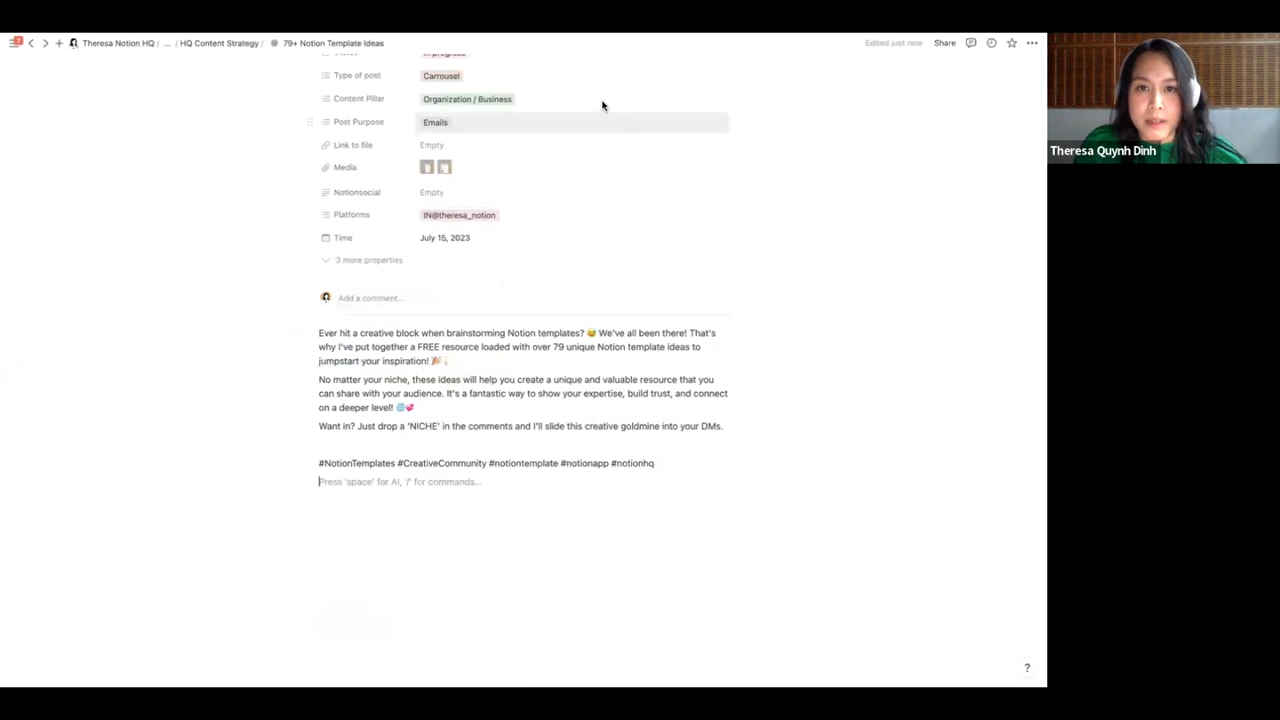 Theresa Notion HQ / ... / HQ Content Strategy / 79+ Notion Template Ideas
Edited just now Share
In progress
Type of post Carrousel
Content Pillar Organization / Business
Post Purpose Emails
Link to file Empty
Media
Notionsocial Empty
Platforms IN@theresa_notion
Time July 15, 2023
3 more properties
Add a comment...
Ever hit a creative block when brainstorming Notion templates? 😅 We've all been there! That's
why I've put together a FREE resource loaded with over 79 unique Notion template ideas to
jumpstart your inspiration! 🎉
No matter your niche, these ideas will help you create a unique and valuable resource that you
can share with your audience. It's a fantastic way to show your expertise, build trust, and connect
on a deeper level! 🌐💞
Want in? Just drop a 'NICHE' in the comments and I'll slide this creative goldmine into your DMs.
#NotionTemplates #CreativeCommunity #notiontemplate #notionapp #notionhq
Press 'space' for AI, '/' for commands...
?
Theresa Quynh Dinh